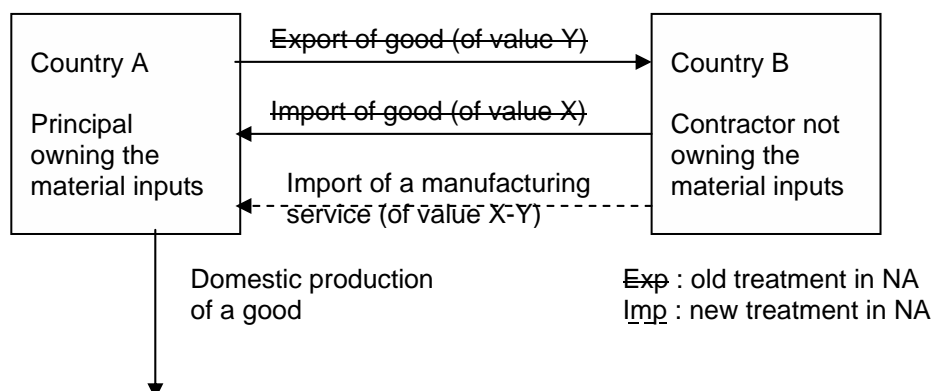 Country A
Principal
owning the
material inputs
Export of good (of value Y)
Import of good (of value X)
Import of a manufacturing
service (of value X-Y)
Country B
Contractor not
owning the
material inputs
Domestic production
of a good
Exp : old treatment in NA
Imp : new treatment in NA